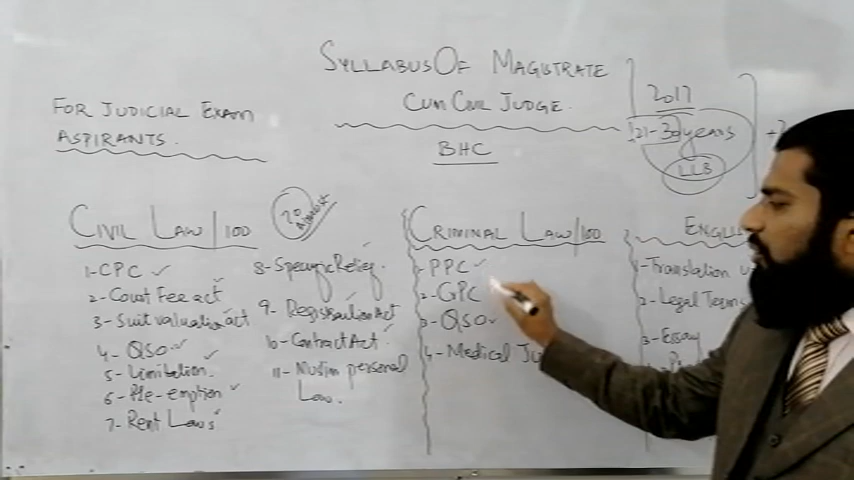 SYLLABUS OF MAGISTRATE
CUM CIVIL JUDGE.
BHC
FOR JUDICIAL EXAM
ASPIRANTS.
2017
21-30 years
LLB
CIVIL LAW/100
20
1-CPC ✓
2-Court Fee act ✓
3-Suit valuation act ✓
4-QSO ✓
5-Limitation. ✓
6-Pre-emption ✓
7-Rent Laws ✓
8-Specific Relief. ✓
9-Registration Act
10-Contract Act ✓
11-Muslim personal
Law.
CRIMINAL LAW/100
1-PPC ✓
2-CrPC
3-QSO ✓
4-Medical
ENGL
1-Translation
2-Legal Terms
3-Essay